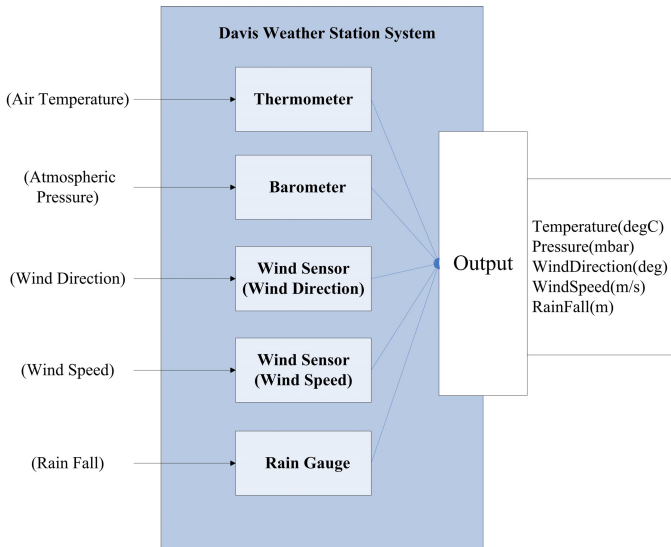 Davis Weather Station System
(Air Temperature)
Thermometer
(Atmospheric
Pressure)
Barometer
(Wind Direction)
Wind Sensor
(Wind Direction)
(Wind Speed)
Wind Sensor
(Wind Speed)
(Rain Fall)
Rain Gauge
Output
Temperature(degC)
Pressure(mbar)
WindDirection(deg)
WindSpeed(m/s)
RainFall(m)